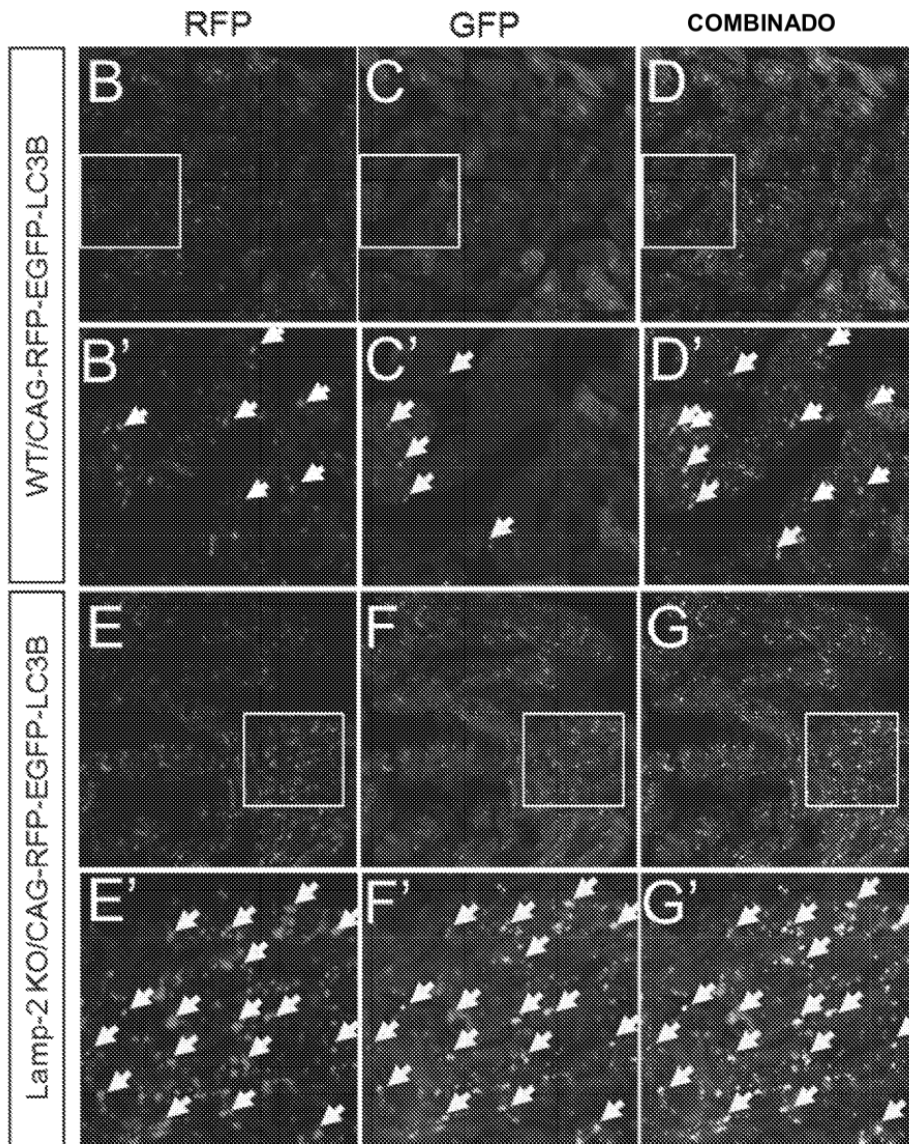 RFP GFP COMBINADO
WT/CAG-RFP-EGFP-LC3B
B C D
B' C' D'
Lamp-2 KO/CAG-RFP-EGFP-LC3B
E F G
E' F' G'